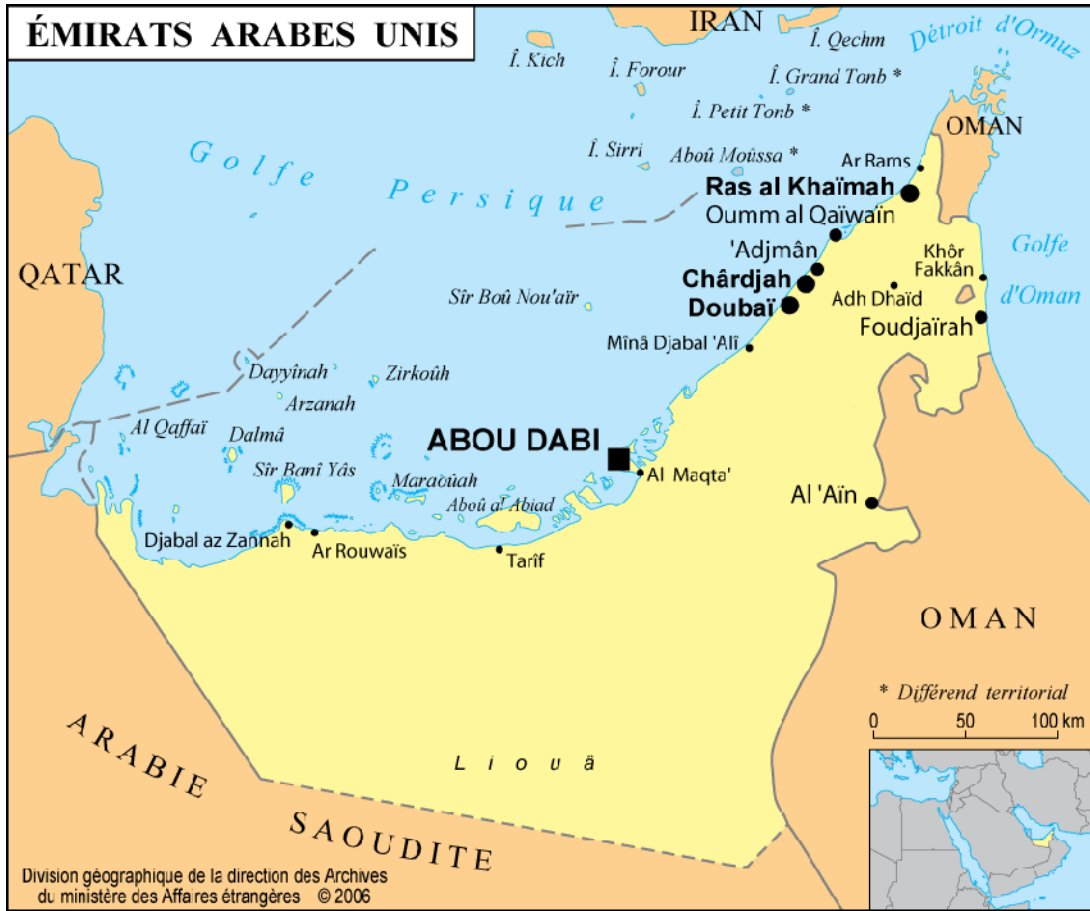 ÉMIRATS ARABES UNIS
IRAN
Détroit d'Ormuz
Î. Kich
Î. Qechm
Î. Forour
Î. Grand Tonb *
Î. Petit Tonb *
OMAN
Î. Sirri
Aboû Moûssa *
Ar Rams
Golfe
Persique
Ras al Khaïmah
Oumm al Qaïwaïn
'Adjmân
Khôr
Fakkân
Golfe
d'Oman
QATAR
Chârdjah
Adh Dhaïd
Sîr Boû Nou'aïr
Doubaï
Foudjaïrah
Mînâ Djabal 'Alî
Dayyînah
Zirkoûh
Arzanah
Al Qaffaï
Dalmâ
ABOU DABI
Sîr Banî Yâs
Maraoûah
Al Maqta'
Aboû al Abiad
Al 'Aïn
Djabal az Zannah
Ar Rouwaïs
Tarîf
OMAN
* Différend territorial
0 50 100 km
ARABIE
SAOUDITE
Liouâ
Division géographique de la direction des Archives
du ministère des Affaires étrangères © 2006